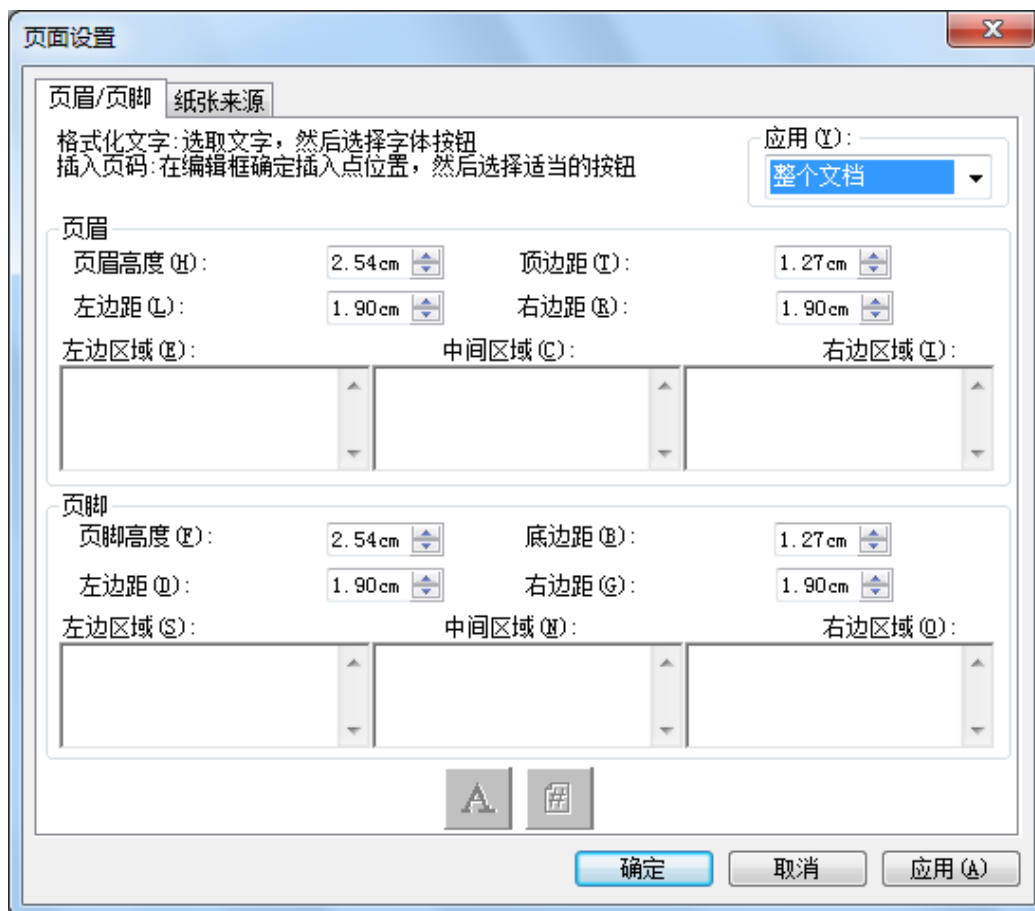 页面设置
页眉/页脚 纸张来源
格式化文字:选取文字，然后选择字体按钮
插入页码:在编辑框确定插入点位置，然后选择适当的按钮
应用(Y):
整个文档
页眉
页眉高度(H): 2.54cm 顶边距(T): 1.27cm
左边距(L): 1.90cm 右边距(R): 1.90cm
左边区域(E): 中间区域(C): 右边区域(I):
页脚
页脚高度(F): 2.54cm 底边距(B): 1.27cm
左边距(D): 1.90cm 右边距(G): 1.90cm
左边区域(S): 中间区域(N): 右边区域(O):
A #
确定 取消 应用(A)